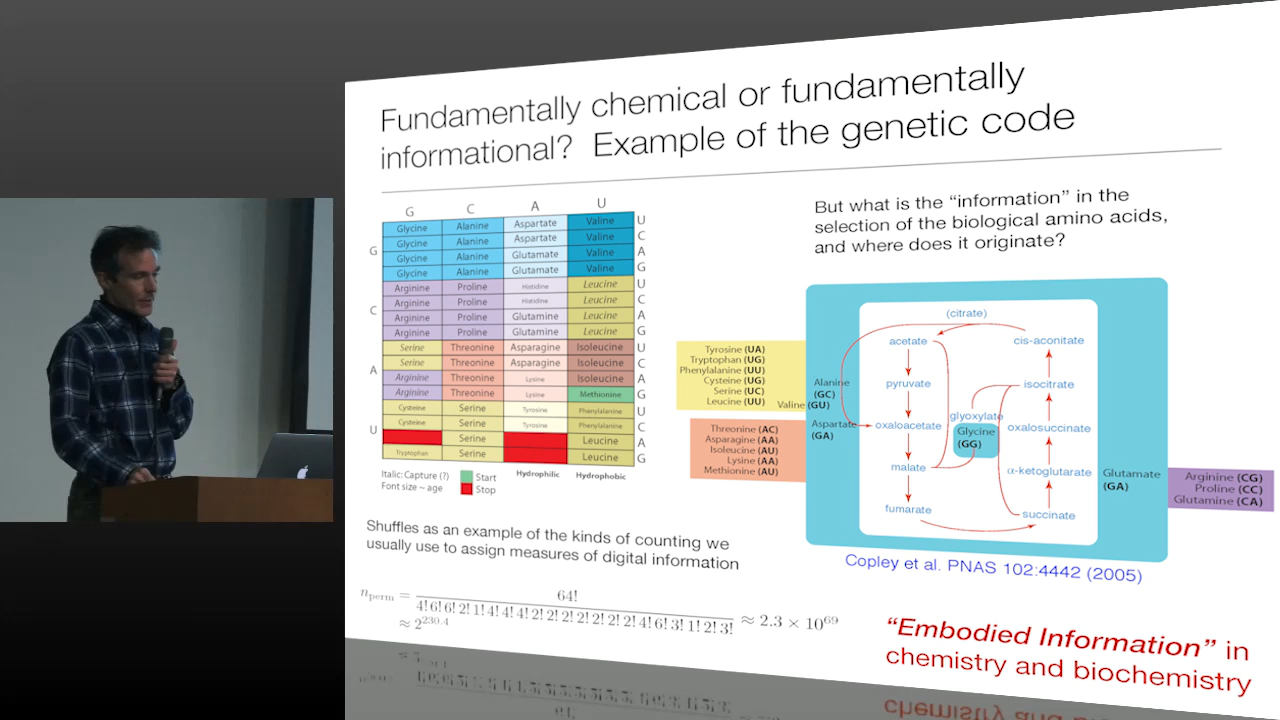 Fundamentally chemical or fundamentally
informational? Example of the genetic code
G C A U
Glycine Alanine Aspartate Valine U
Glycine Alanine Aspartate Valine C
G
Glycine Alanine Glutamate Valine A
Glycine Alanine Glutamate Valine G
Arginine Proline Histidine Leucine U
Arginine Proline Histidine Leucine C
C
Arginine Proline Glutamine Leucine A
Arginine Proline Glutamine Leucine G
Serine Threonine Asparagine Isoleucine U
Serine Threonine Asparagine Isoleucine C
A
Arginine Threonine Lysine Isoleucine A
Arginine Threonine Lysine Methionine G
Cysteine Serine Tyrosine Phenylalanine U
Cysteine Serine Tyrosine Phenylalanine C
U
Serine Leucine A
Tryptophan Serine Leucine G
Italic: Capture (?)
Font size ~ age
Start
Stop
Hydrophilic
Hydrophobic
Shuffles as an example of the kinds of counting we
usually use to assign measures of digital information
n_perm = 64! / 4! 6! 6! 2! 1! 4! 4! 4! 2! 2! 2! 2! 2! 2! 2! 4! 6! 3! 1! 2! 3! ≈ 2.3 × 10^69
≈ 2^230.4
But what is the “information” in the
selection of the biological amino acids,
and where does it originate?
Tyrosine (UA)
Tryptophan (UG)
Phenylalanine (UU)
Cysteine (UG)
Serine (UC)
Leucine (UU)
Threonine (AC)
Asparagine (AA)
Isoleucine (AU)
Lysine (AA)
Methionine (AU)
Alanine
(GC)
Valine (GU)
Aspartate
(GA)
(citrate)
acetate
pyruvate
oxaloacetate
malate
fumarate
glyoxylate
Glycine
(GG)
cis-aconitate
isocitrate
oxalosuccinate
α-ketoglutarate
succinate
Glutamate
(GA)
Arginine (CG)
Proline (CC)
Glutamine (CA)
Copley et al. PNAS 102:4442 (2005)
“Embodied Information” in
chemistry and biochemistry